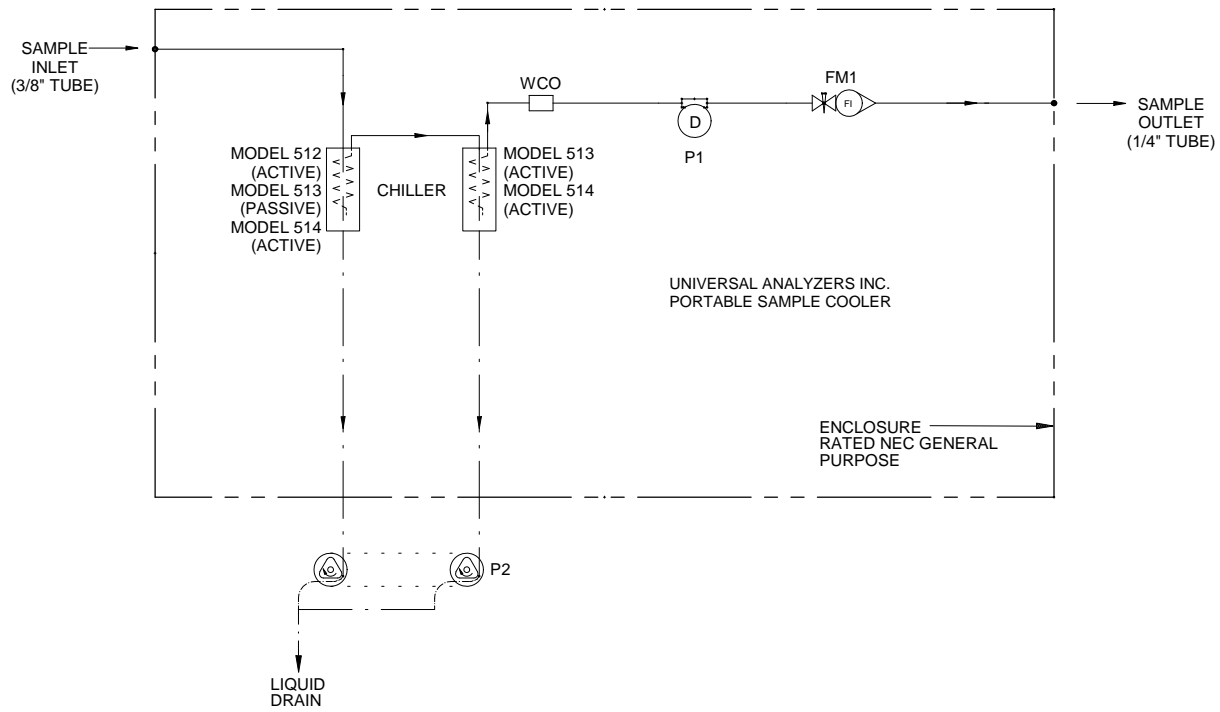 SAMPLE
INLET
(3/8" TUBE)
WCO
FM1
FI
D
P1
SAMPLE
OUTLET
(1/4" TUBE)
MODEL 512
(ACTIVE)
MODEL 513
(PASSIVE)
MODEL 514
(ACTIVE)
CHILLER
MODEL 513
(ACTIVE)
MODEL 514
(ACTIVE)
UNIVERSAL ANALYZERS INC.
PORTABLE SAMPLE COOLER
ENCLOSURE
RATED NEC GENERAL
PURPOSE
P2
LIQUID
DRAIN